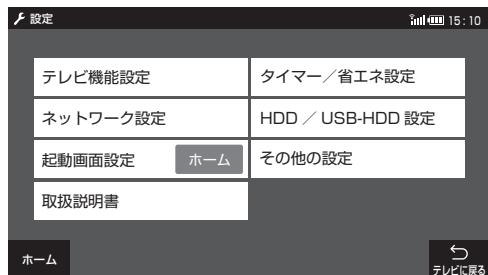 設定
15:10
テレビ機能設定
タイマー／省エネ設定
ネットワーク設定
HDD ／ USB-HDD 設定
起動画面設定
ホーム
その他の設定
取扱説明書
ホーム
テレビに戻る